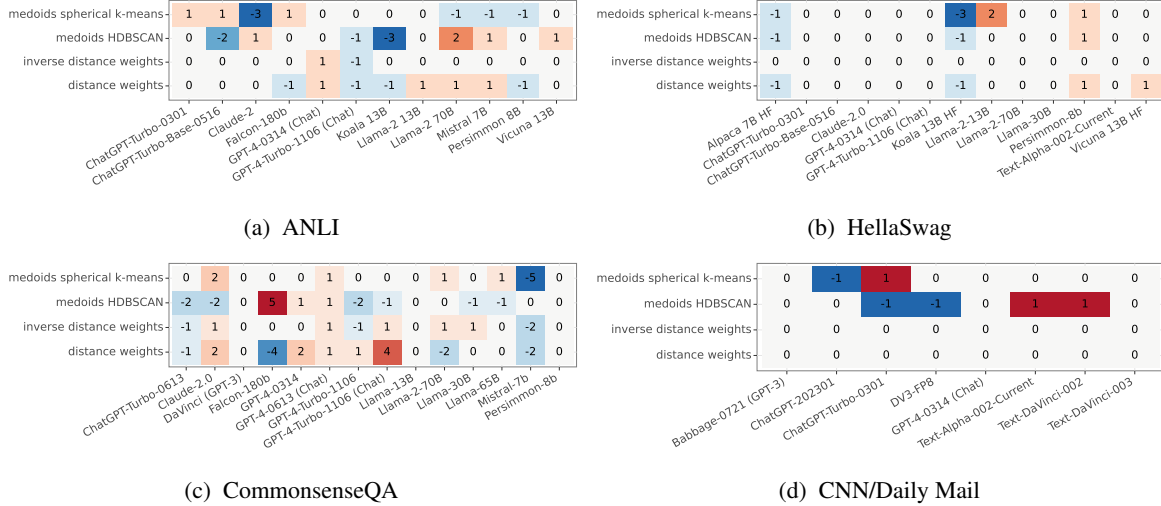 medoids spherical k-means 1 1 -3 1 0 0 0 0 -1 -1 -1 0
medoids HDBSCAN 0 -2 1 0 0 -1 -3 0 2 1 0 1
inverse distance weights 0 0 0 0 1 -1 0 0 0 0 0 0
distance weights 0 0 0 -1 1 -1 -1 1 1 1 -1 0
ChatGPT-Turbo-0301
ChatGPT-Turbo-Base-0516
Claude-2
Falcon-180b
GPT-4-0314 (Chat)
GPT-4-Turbo-1106 (Chat)
Koala 13B
Llama-2 13B
Llama-2 70B
Mistral 7B
Persimmon 8B
Vicuna 13B
(a) ANLI
medoids spherical k-means -1 0 0 0 0 0 -3 2 0 0 1 0 0
medoids HDBSCAN -1 0 0 0 0 0 -1 0 0 0 1 0 0
inverse distance weights 0 0 0 0 0 0 0 0 0 0 0 0 0
distance weights -1 0 0 0 0 0 -1 0 0 0 1 0 1
Alpaca 7B HF
ChatGPT-Turbo-0301
ChatGPT-Turbo-Base-0516
Claude-2.0
GPT-4-0314 (Chat)
GPT-4-Turbo-1106 (Chat)
Koala 13B HF
Llama-2-13B
Llama-2-70B
Llama-30B
Persimmon-8b
Text-Alpha-002-Current
Vicuna 13B HF
(b) HellaSwag
medoids spherical k-means 0 2 0 0 0 1 0 0 0 1 0 1 -5 0
medoids HDBSCAN -2 -2 0 5 1 1 -2 -1 0 0 -1 -1 0 0
inverse distance weights -1 1 0 0 0 1 -1 1 0 1 1 0 -2 0
distance weights -1 2 0 -4 2 1 1 4 0 -2 0 0 -2 0
ChatGPT-Turbo-0613
Claude-2.0
DaVinci (GPT-3)
Falcon-180b
GPT-4-0314
GPT-4-0613 (Chat)
GPT-4-Turbo-1106
GPT-4-Turbo-1106 (Chat)
Llama-13B
Llama-2-70B
Llama-30B
Llama-65B
Mistral-7b
Persimmon-8b
(c) CommonsenseQA
medoids spherical k-means 0 -1 1 0 0 0 0 0
medoids HDBSCAN 0 0 -1 -1 0 1 1 0
inverse distance weights 0 0 0 0 0 0 0 0
distance weights 0 0 0 0 0 0 0 0
Babbage-0721 (GPT-3)
ChatGPT-202301
ChatGPT-Turbo-0301
DV3-FP8
GPT-4-0314 (Chat)
Text-Alpha-002-Current
Text-DaVinci-002
Text-DaVinci-003
(d) CNN/Daily Mail